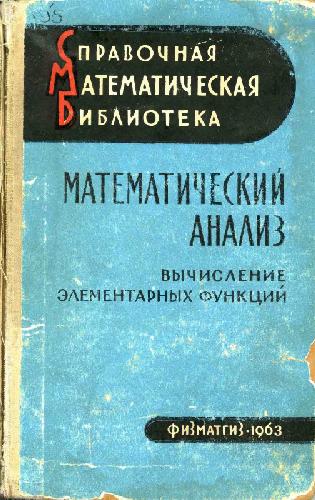 СПРАВОЧНАЯ
МАТЕМАТИЧЕСКАЯ
БИБЛИОТЕКА
МАТЕМАТИЧЕСКИЙ
АНАЛИЗ
ВЫЧИСЛЕНИЕ
ЭЛЕМЕНТАРНЫХ ФУНКЦИЙ
ФИЗМАТГИЗ·1963